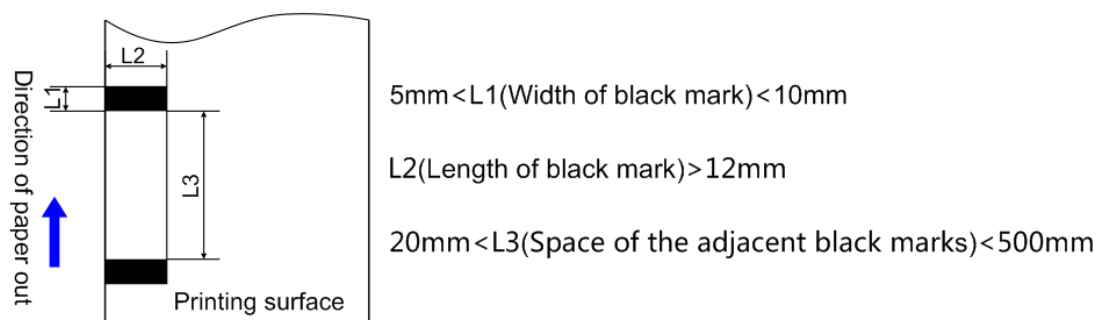 Direction of paper out
L2
L1
L3
Printing surface
5mm<L1(Width of black mark)<10mm
L2(Length of black mark)>12mm
20mm<L3(Space of the adjacent black marks)<500mm